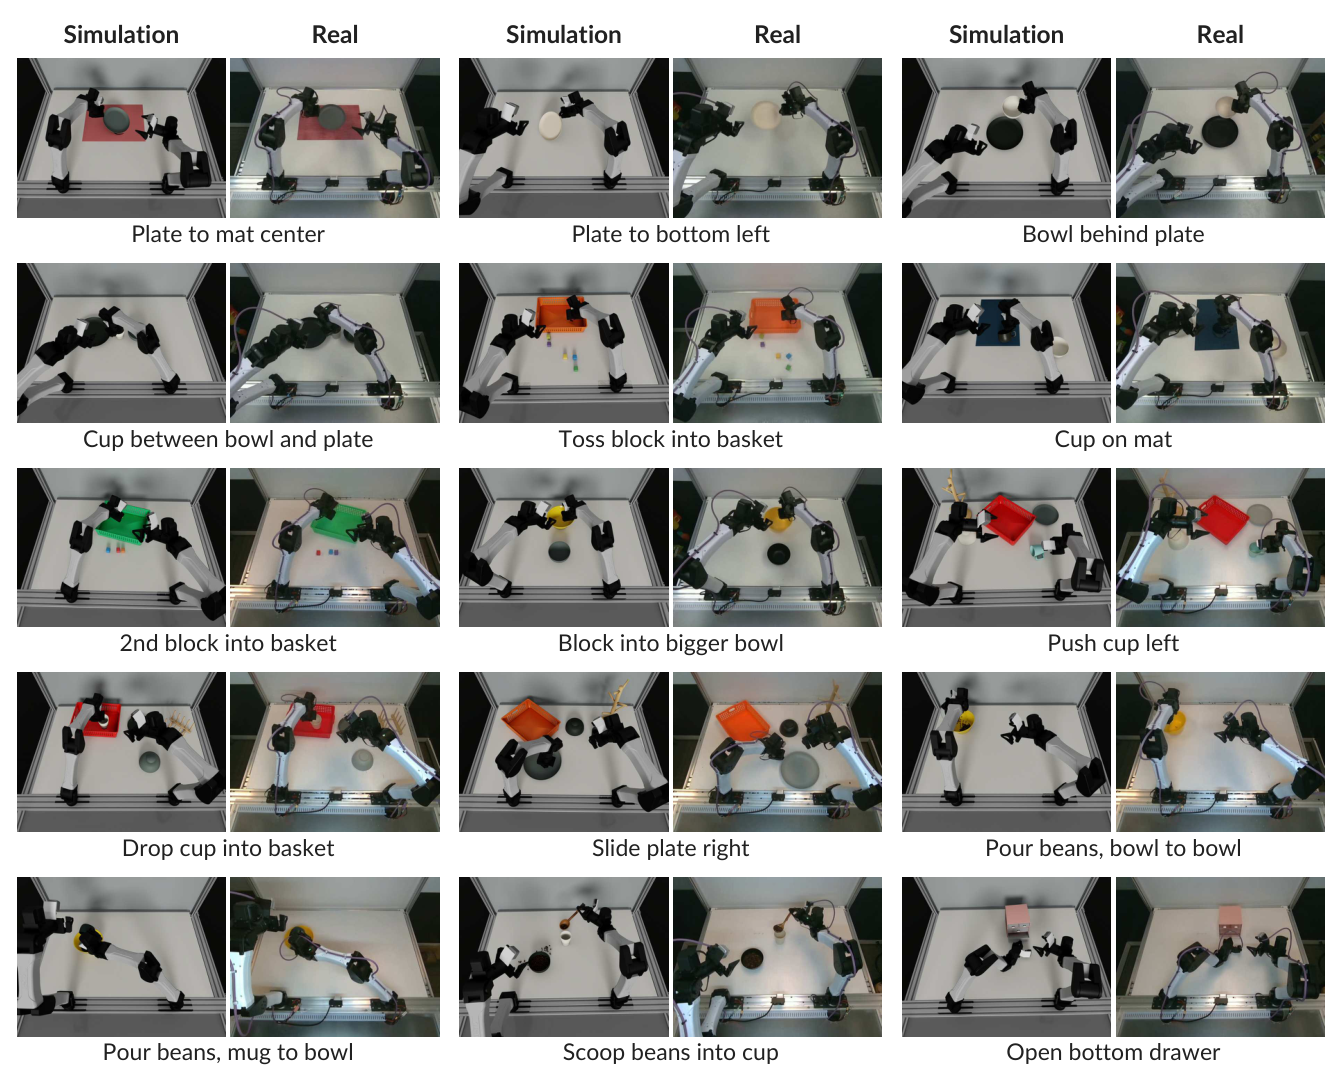 Simulation Real Simulation Real Simulation Real
Plate to mat center
Plate to bottom left
Bowl behind plate
Cup between bowl and plate
Toss block into basket
Cup on mat
2nd block into basket
Block into bigger bowl
Push cup left
Drop cup into basket
Slide plate right
Pour beans, bowl to bowl
Pour beans, mug to bowl
Scoop beans into cup
Open bottom drawer